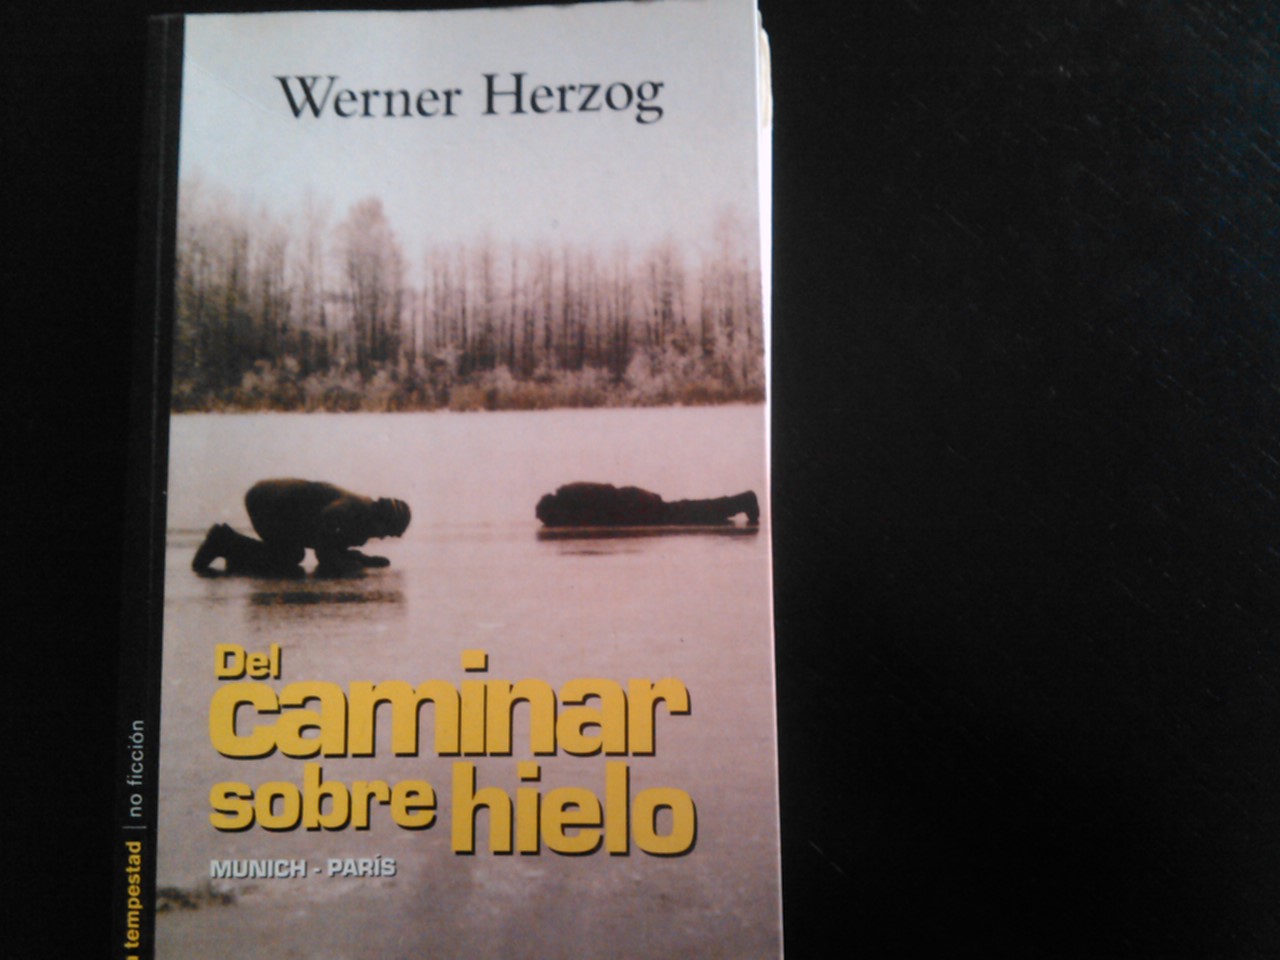 Werner Herzog
Del
caminar
sobre hielo
MUNICH - PARÍS
tempestad | no ficción